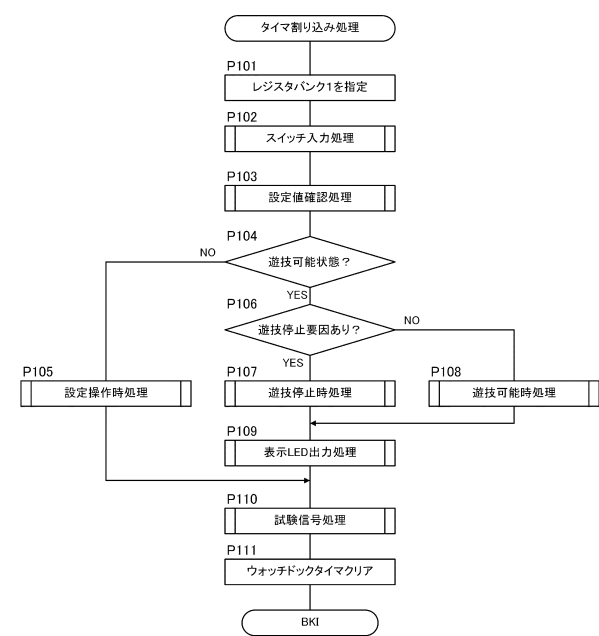 タイマ割り込み処理
P101
レジスタバンク1を指定
P102
スイッチ入力処理
P103
設定値確認処理
P104
遊技可能状態？
NO
YES
P106
遊技停止要因あり？
NO
YES
P105
設定操作時処理
P107
遊技停止時処理
P108
遊技可能時処理
P109
表示LED出力処理
P110
試験信号処理
P111
ウォッチドックタイマクリア
BKI